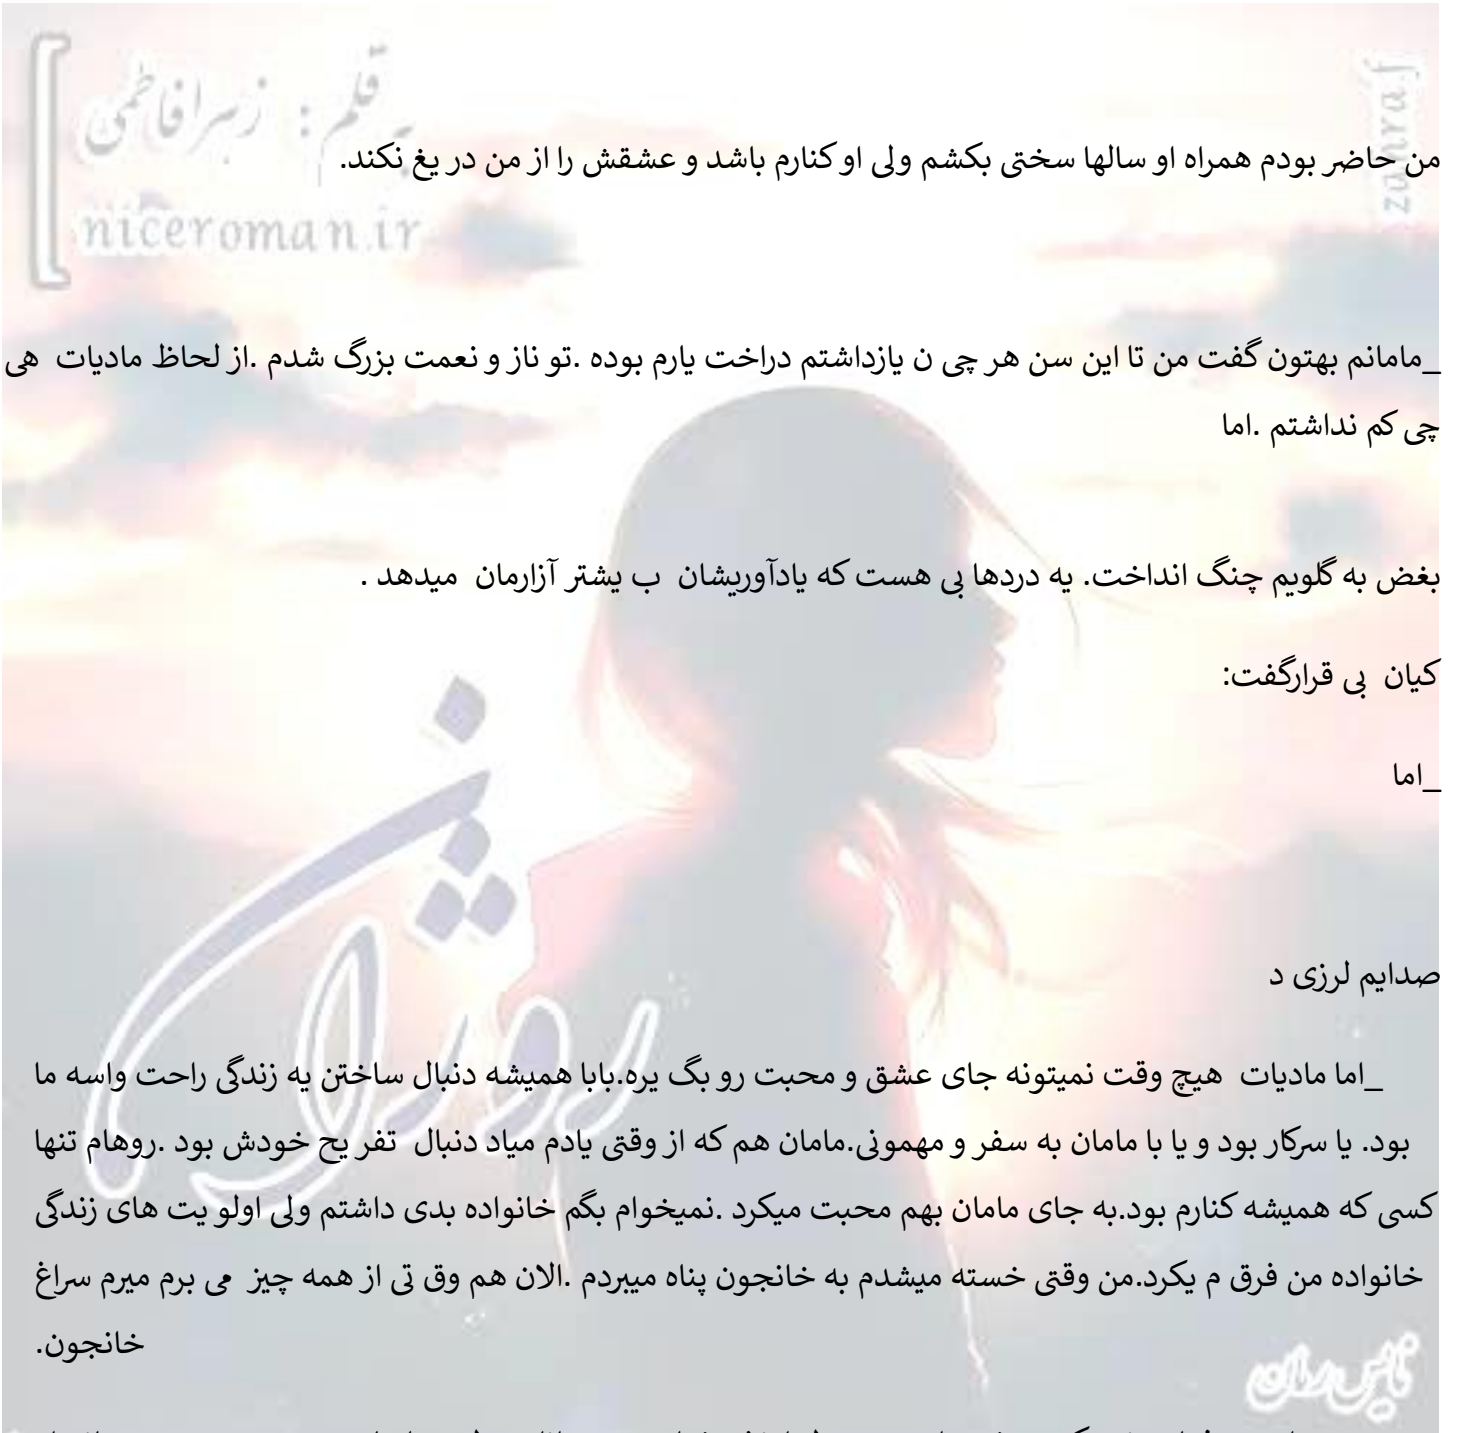 به قلم : زهرا فاطمی
zahra.f
niceroman.ir
من حاضر بودم همراه او سالها سختی بکشم ولی او کنارم باشد و عشقش را از من در یغ نکند.
_مامانم بهتون گفت من تا این سن هر چی ن یازداشتم دراخت یارم بوده .تو ناز و نعمت بزرگ شدم .از لحاظ مادیات هی
چی کم نداشتم .اما
بغض به گلویم چنگ انداخت. یه دردها یی هست که یادآوریشان ب یشتر آزارمان میدهد .
کیان بی قرارگفت:
_اما
صدایم لرزی د
روژان
_اما مادیات هیچ وقت نمیتونه جای عشق و محبت رو بگ یره.بابا همیشه دنبال ساختن یه زندگی راحت واسه ما
بود. یا سرکار بود و یا با مامان به سفر و مهمونی.مامان هم که از وقتی یادم میاد دنبال تفر یح خودش بود .روهام تنها
کسی که همیشه کنارم بود.به جای مامان بهم محبت میکرد .نمیخوام بگم خانواده بدی داشتم ولی اولو یت های زندگی
خانواده من فرق م یکرد.من وقتی خسته میشدم به خانجون پناه میبردم .الان هم وق تی از همه چیز می برم میرم سراغ
خانجون.
نایس رمان